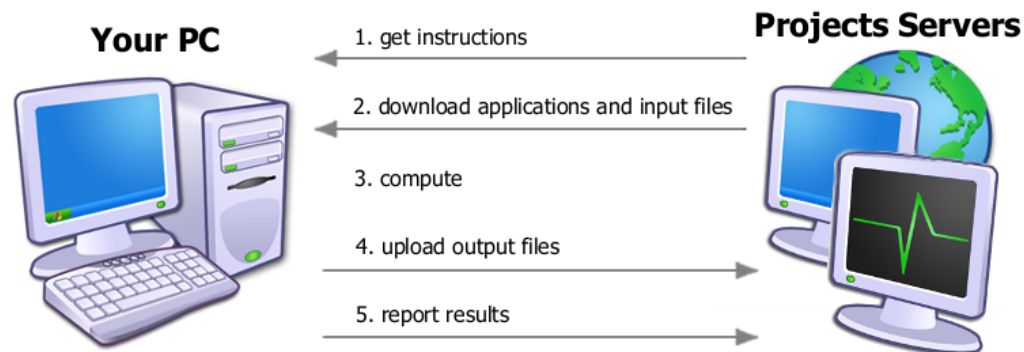 Your PC
Projects Servers
1. get instructions
2. download applications and input files
3. compute
4. upload output files
5. report results